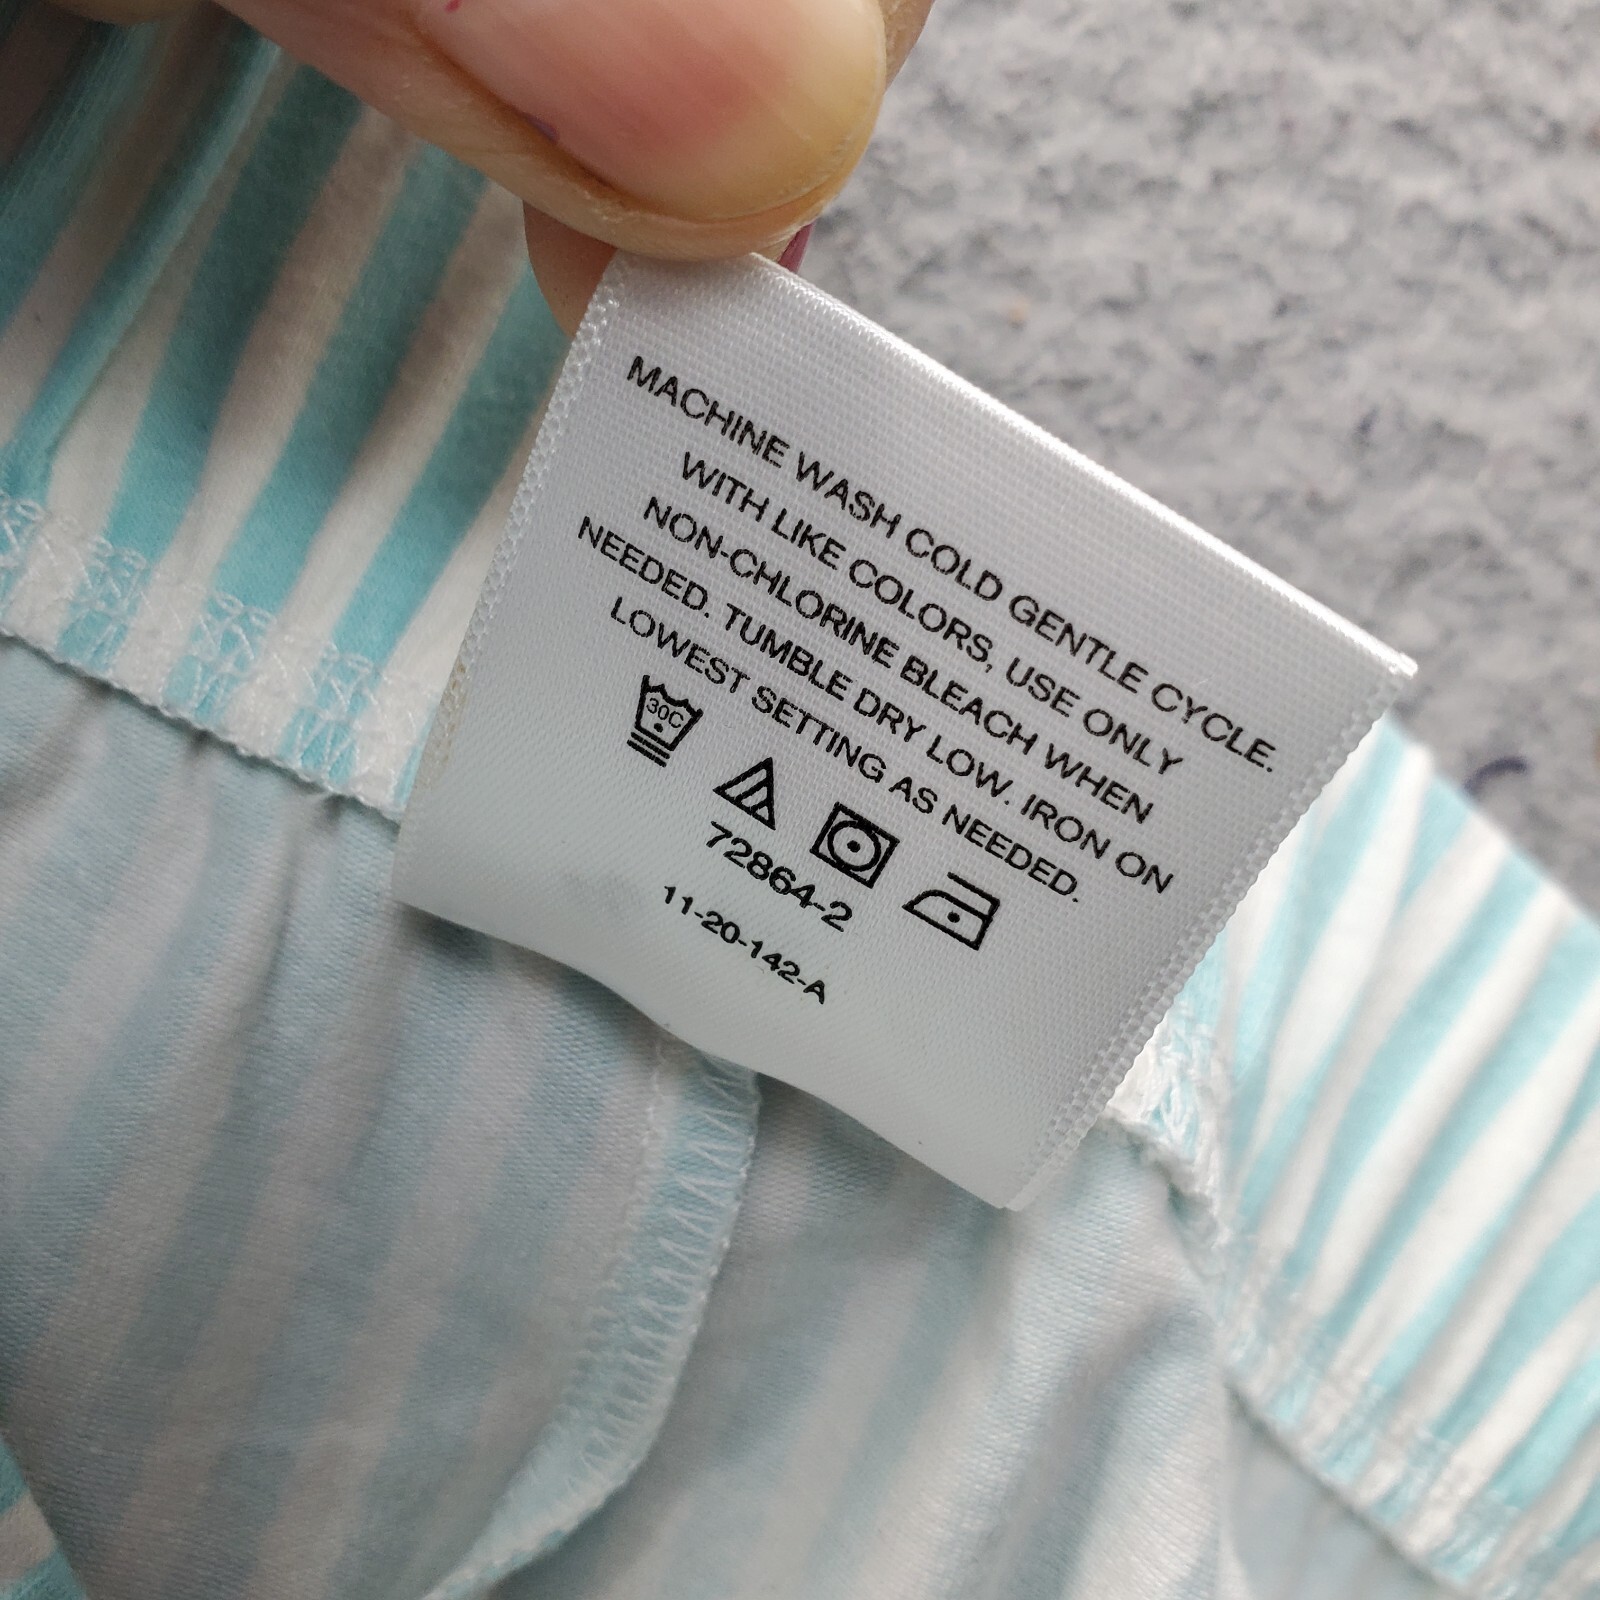 MACHINE WASH COLD GENTLE CYCLE.
WITH LIKE COLORS, USE ONLY
NON-CHLORINE BLEACH WHEN
NEEDED. TUMBLE DRY LOW. IRON ON
LOWEST SETTING AS NEEDED.
30C
72864-2
11-20-142-A